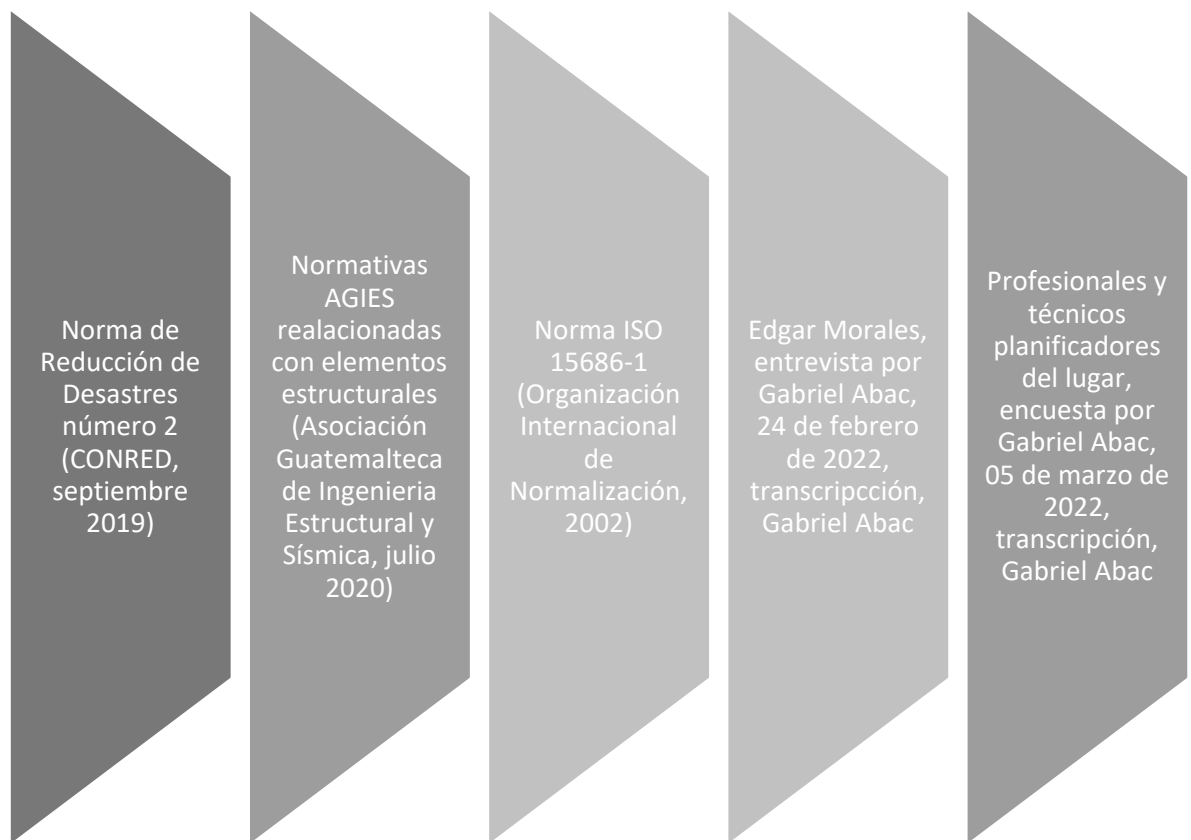 Norma de
Reducción de
Desastres
número 2
(CONRED,
septiembre
2019)
Normativas
AGIES
realacionadas
con elementos
estructurales
(Asociación
Guatemalteca
de Ingenieria
Estructural y
Sísmica, julio
2020)
Norma ISO
15686-1
(Organización
Internacional
de
Normalización,
2002)
Edgar Morales,
entrevista por
Gabriel Abac,
24 de febrero
de 2022,
transcripcción,
Gabriel Abac
Profesionales y
técnicos
planificadores
del lugar,
encuesta por
Gabriel Abac,
05 de marzo de
2022,
transcripción,
Gabriel Abac